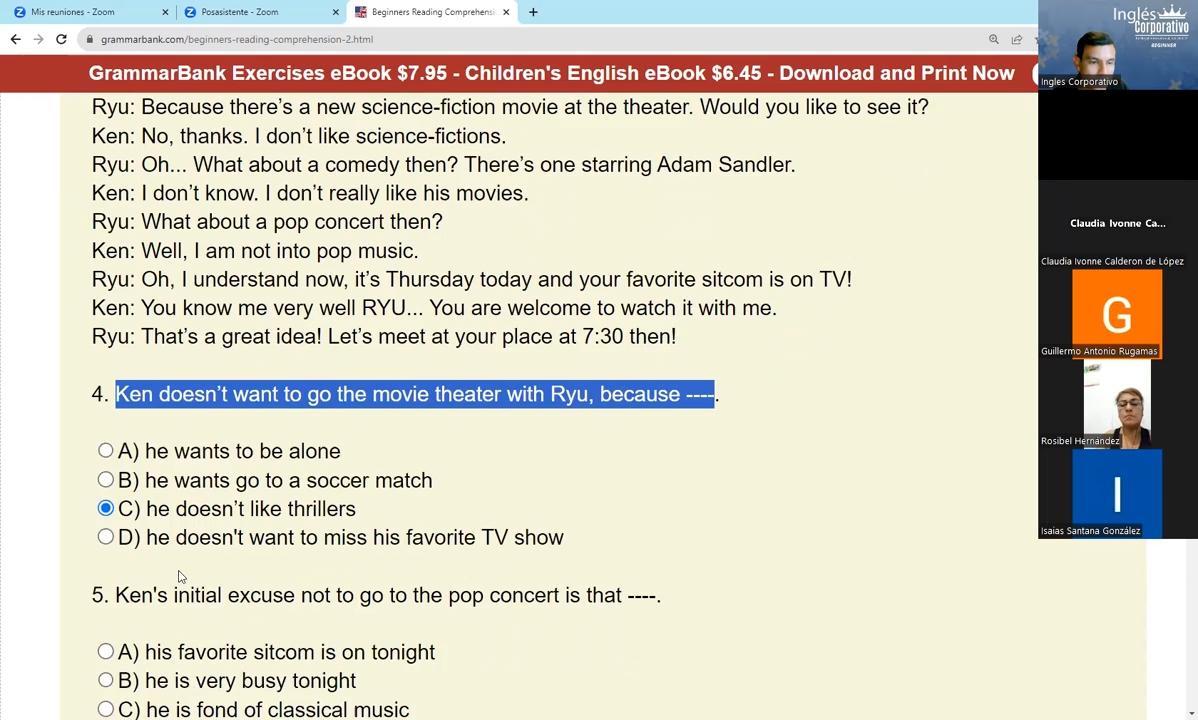 Mis reuniones - Zoom
Posasistente - Zoom
Beginners Reading Comprehensi
grammarbank.com/beginners-reading-comprehension-2.html
GrammarBank Exercises eBook $7.95 - Children's English eBook $6.45 - Download and Print Now
Ryu: Because there's a new science-fiction movie at the theater. Would you like to see it?
Ken: No, thanks. I don't like science-fictions.
Ryu: Oh... What about a comedy then? There's one starring Adam Sandler.
Ken: I don't know. I don't really like his movies.
Ryu: What about a pop concert then?
Ken: Well, I am not into pop music.
Ryu: Oh, I understand now, it's Thursday today and your favorite sitcom is on TV!
Ken: You know me very well RYU... You are welcome to watch it with me.
Ryu: That's a great idea! Let's meet at your place at 7:30 then!
4. Ken doesn't want to go the movie theater with Ryu, because ----.
A) he wants to be alone
B) he wants go to a soccer match
C) he doesn't like thrillers
D) he doesn't want to miss his favorite TV show
5. Ken's initial excuse not to go to the pop concert is that ----.
A) his favorite sitcom is on tonight
B) he is very busy tonight
C) he is fond of classical music
Inglés
Corporativo
BEGINNER
Ingles Corporativo
Claudia Ivonne Ca...
Claudia Ivonne Calderon de López
G
Guillermo Antonio Rugamas
Rosibel Hernández
I
Isaias Santana González